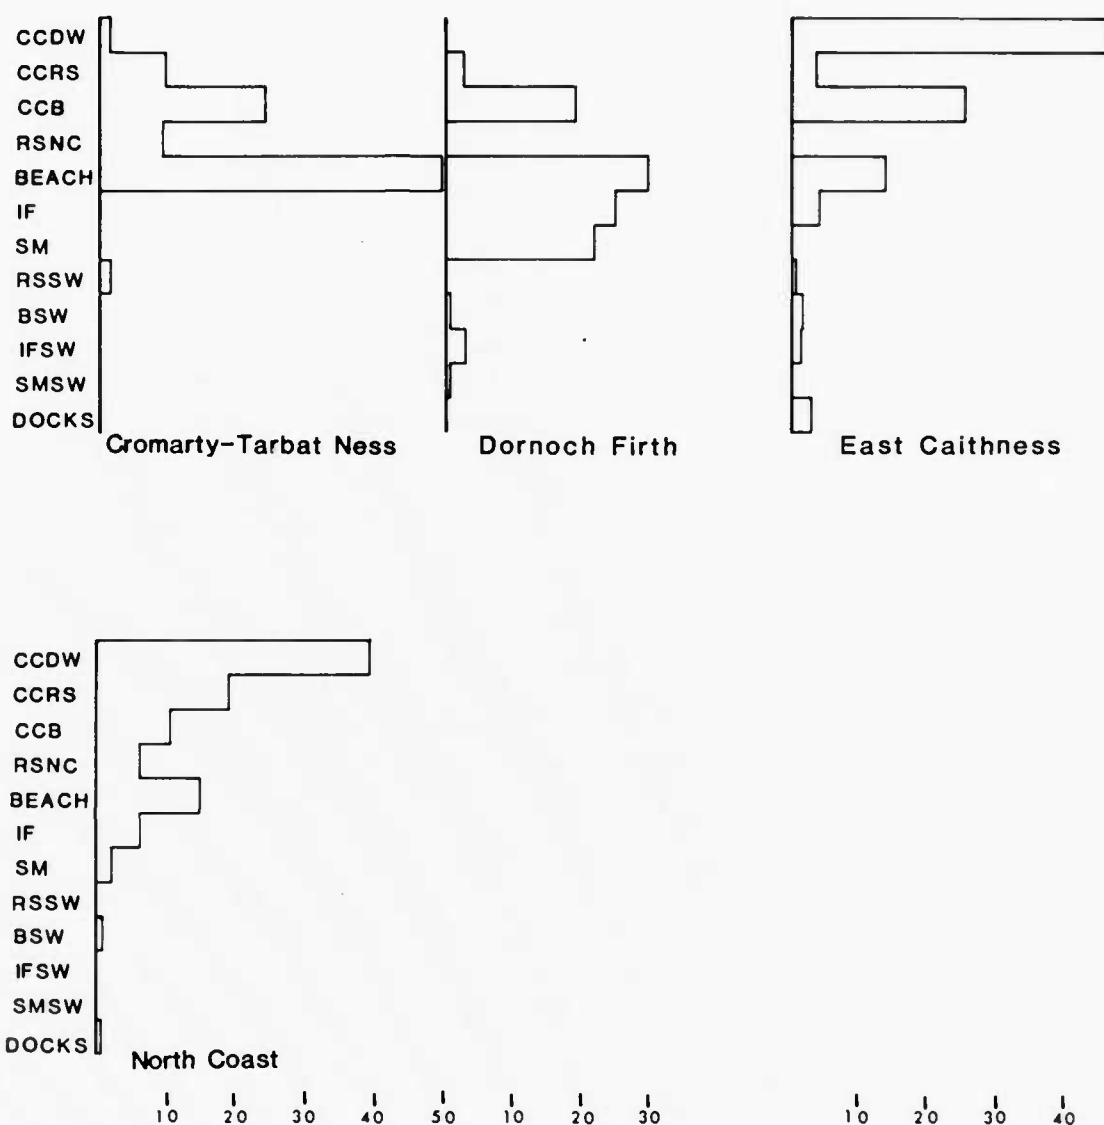 CCDW
CCRS
CCB
RSNC
BEACH
IF
SM
RSSW
BSW
IFSW
SMSW
DOCKS
Cromarty-Tarbat Ness Dornoch Firth East Caithness
CCDW
CCRS
CCB
RSNC
BEACH
IF
SM
RSSW
BSW
IFSW
SMSW
DOCKS
North Coast
10 20 30 40 50 10 20 30 10 20 30 40